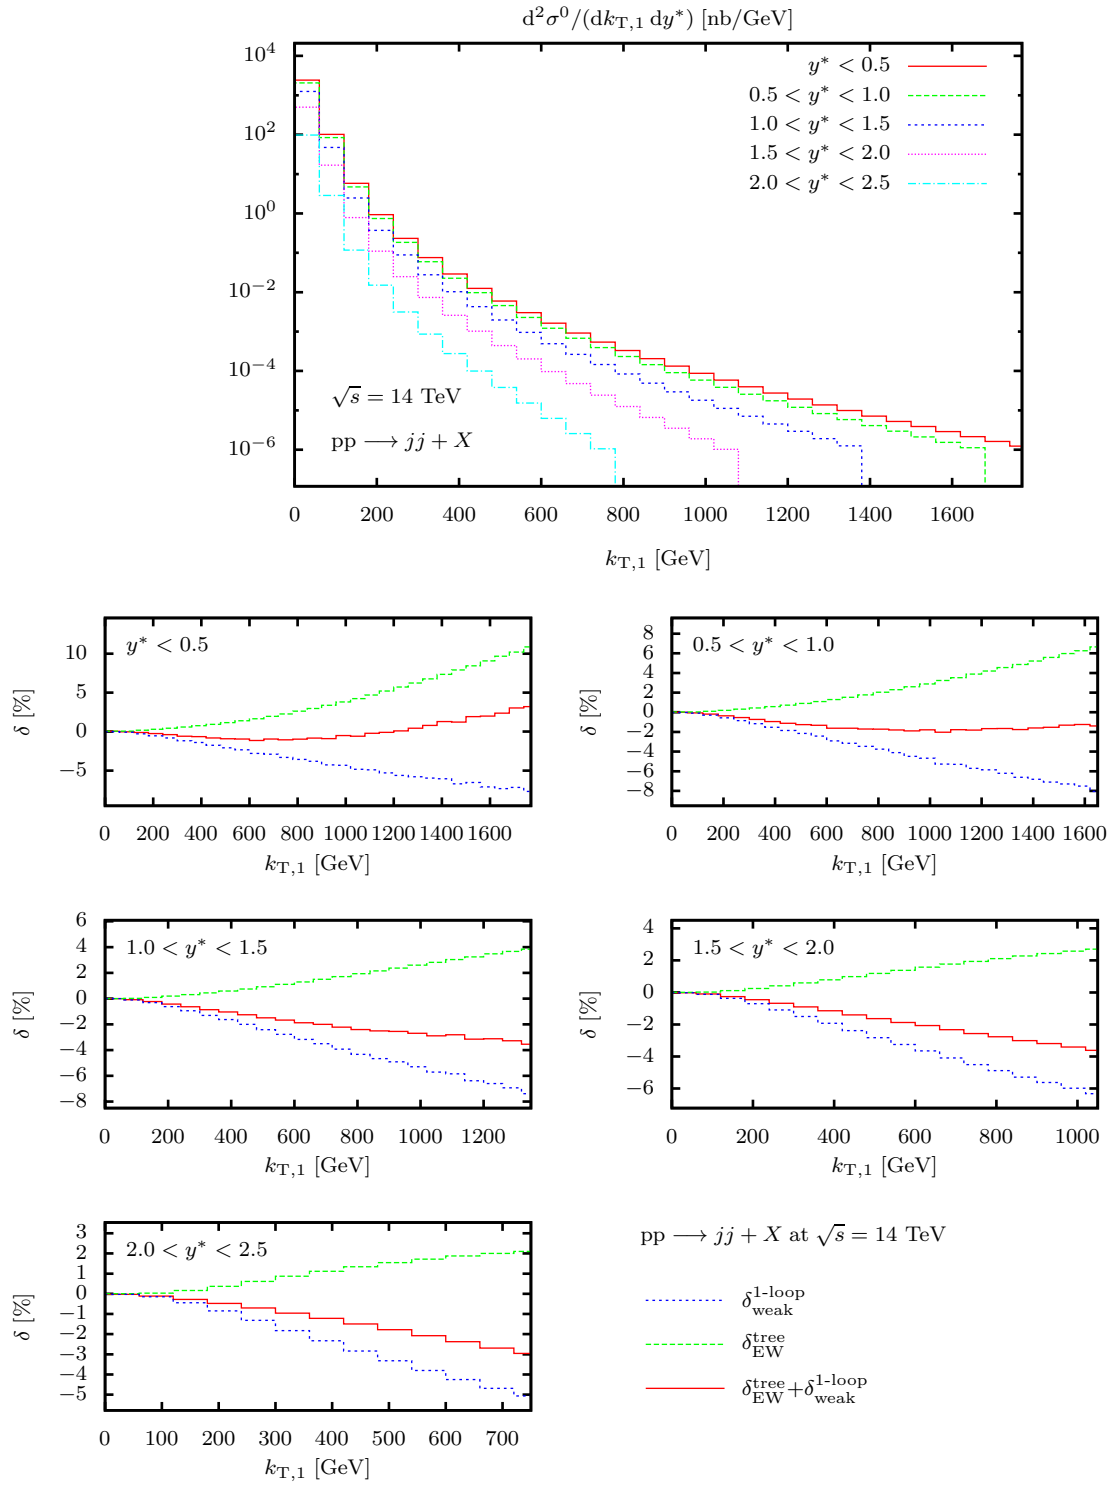 d²σ⁰/(dk_T,1 dy*) [nb/GeV]
10⁴
10²
10⁰
10⁻²
10⁻⁴
10⁻⁶
y* < 0.5
0.5 < y* < 1.0
1.0 < y* < 1.5
1.5 < y* < 2.0
2.0 < y* < 2.5
√s = 14 TeV
pp ⟶ jj + X
0 200 400 600 800 1000 1200 1400 1600
k_T,1 [GeV]
y* < 0.5
δ [%]
10
5
0
−5
0 200 400 600 800 1000 1200 1400 1600
k_T,1 [GeV]
0.5 < y* < 1.0
δ [%]
8
6
4
2
0
−2
−4
−6
−8
0 200 400 600 800 1000 1200 1400 1600
k_T,1 [GeV]
1.0 < y* < 1.5
δ [%]
6
4
2
0
−2
−4
−6
−8
0 200 400 600 800 1000 1200
k_T,1 [GeV]
1.5 < y* < 2.0
δ [%]
4
2
0
−2
−4
−6
0 200 400 600 800 1000
k_T,1 [GeV]
2.0 < y* < 2.5
δ [%]
3
2
1
0
−1
−2
−3
−4
−5
0 100 200 300 400 500 600 700
k_T,1 [GeV]
pp ⟶ jj + X at √s = 14 TeV
δ_weak^1-loop
δ_EW^tree
δ_EW^tree + δ_weak^1-loop